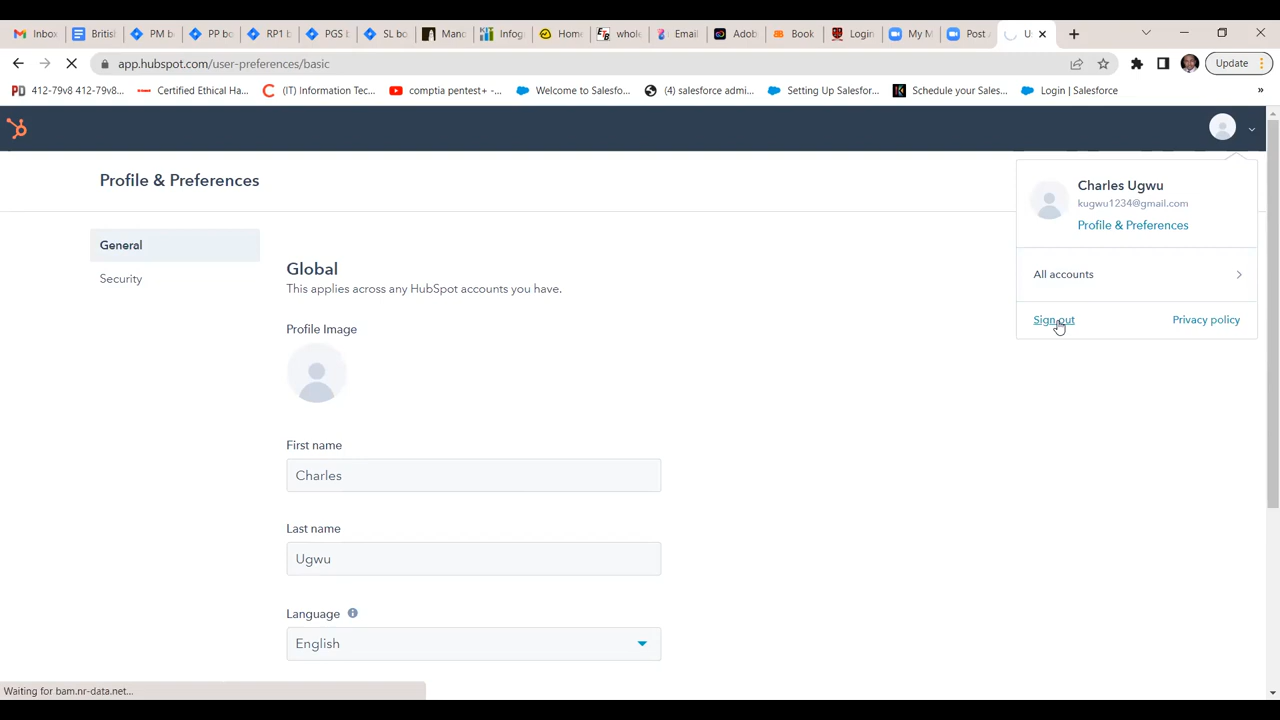 Inbox
British
PM bo
PP bo
RP1 b
PGS b
SL bo
Mano
Infog
Home
whole
Email
Adob
Book
Login
My M
Post
U
app.hubspot.com/user-preferences/basic
Update
412-79v8 412-79v8...
Certified Ethical Ha...
(IT) Information Tec...
comptia pentest+ -...
Welcome to Salesfo...
(4) salesforce admi...
Setting Up Salesfor...
Schedule your Sales...
Login | Salesforce
»
Profile & Preferences
Charles Ugwu
kugwu1234@gmail.com
Profile & Preferences
General
Security
All accounts
Global
This applies across any HubSpot accounts you have.
Sign out
Privacy policy
Profile Image
First name
Charles
Last name
Ugwu
Language
English
Waiting for bam.nr-data.net...